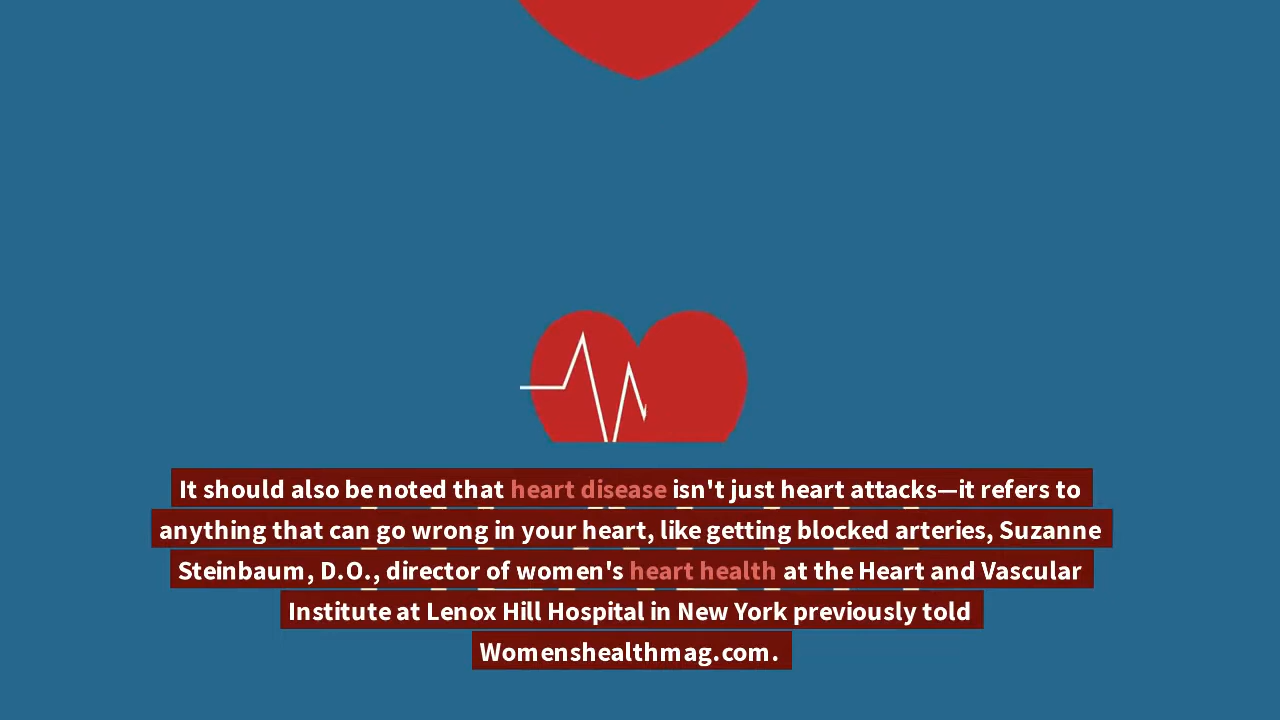 It should also be noted that heart disease isn't just heart attacks—it refers to
anything that can go wrong in your heart, like getting blocked arteries, Suzanne
Steinbaum, D.O., director of women's heart health at the Heart and Vascular
Institute at Lenox Hill Hospital in New York previously told
Womenshealthmag.com.